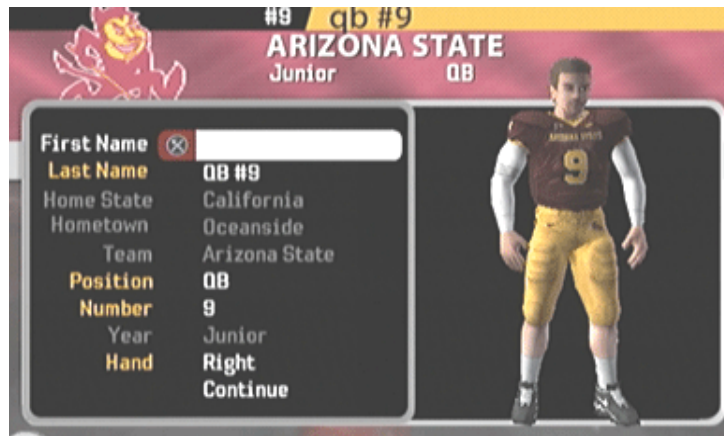 #9 / qb #9
ARIZONA STATE
Junior QB
First Name
Last Name QB #9
Home State California
Hometown Oceanside
Team Arizona State
Position QB
Number 9
Year Junior
Hand Right
Continue
ARIZONA STATE
9